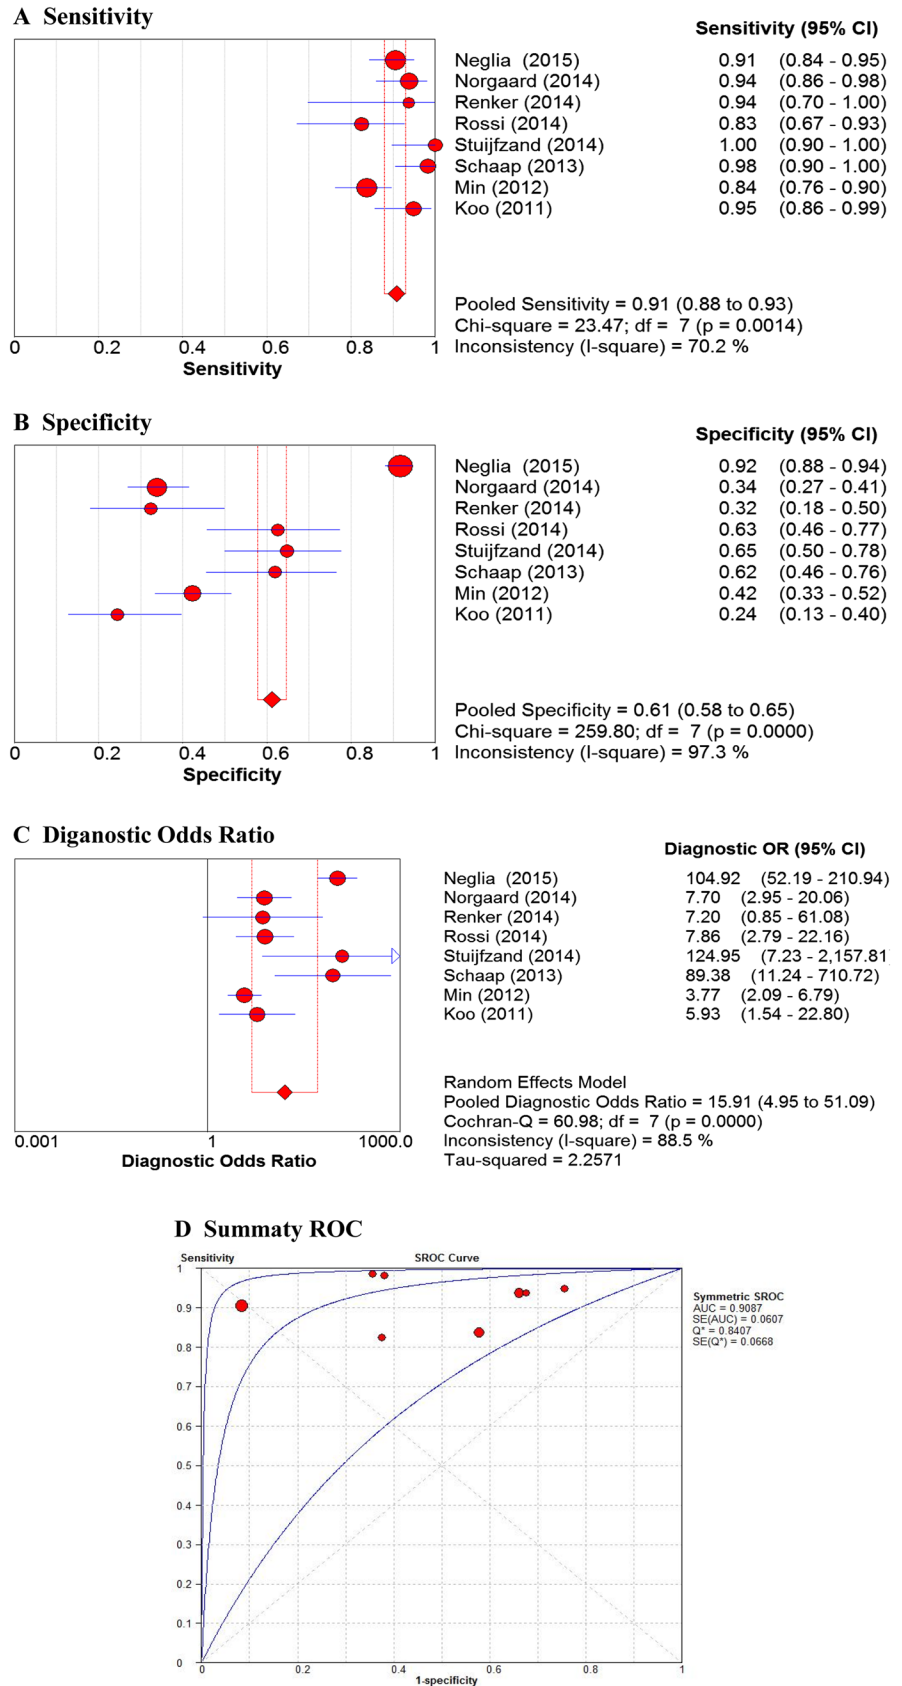 A Sensitivity
Sensitivity (95% CI)
Neglia (2015) 0.91 (0.84 - 0.95)
Norgaard (2014) 0.94 (0.86 - 0.98)
Renker (2014) 0.94 (0.70 - 1.00)
Rossi (2014) 0.83 (0.67 - 0.93)
Stuijfzand (2014) 1.00 (0.90 - 1.00)
Schaap (2013) 0.98 (0.90 - 1.00)
Min (2012) 0.84 (0.76 - 0.90)
Koo (2011) 0.95 (0.86 - 0.99)
Pooled Sensitivity = 0.91 (0.88 to 0.93)
Chi-square = 23.47; df = 7 (p = 0.0014)
Inconsistency (I-square) = 70.2 %
0 0.2 0.4 0.6 0.8 1
Sensitivity
B Specificity
Specificity (95% CI)
Neglia (2015) 0.92 (0.88 - 0.94)
Norgaard (2014) 0.34 (0.27 - 0.41)
Renker (2014) 0.32 (0.18 - 0.50)
Rossi (2014) 0.63 (0.46 - 0.77)
Stuijfzand (2014) 0.65 (0.50 - 0.78)
Schaap (2013) 0.62 (0.46 - 0.76)
Min (2012) 0.42 (0.33 - 0.52)
Koo (2011) 0.24 (0.13 - 0.40)
Pooled Specificity = 0.61 (0.58 to 0.65)
Chi-square = 259.80; df = 7 (p = 0.0000)
Inconsistency (I-square) = 97.3 %
0 0.2 0.4 0.6 0.8 1
Specificity
C Diganostic Odds Ratio
Diagnostic OR (95% CI)
Neglia (2015) 104.92 (52.19 - 210.94)
Norgaard (2014) 7.70 (2.95 - 20.06)
Renker (2014) 7.20 (0.85 - 61.08)
Rossi (2014) 7.86 (2.79 - 22.16)
Stuijfzand (2014) 124.95 (7.23 - 2,157.81
Schaap (2013) 89.38 (11.24 - 710.72)
Min (2012) 3.77 (2.09 - 6.79)
Koo (2011) 5.93 (1.54 - 22.80)
Random Effects Model
Pooled Diagnostic Odds Ratio = 15.91 (4.95 to 51.09)
Cochran-Q = 60.98; df = 7 (p = 0.0000)
Inconsistency (I-square) = 88.5 %
Tau-squared = 2.2571
0.001 1 1000.0
Diagnostic Odds Ratio
D Summaty ROC
Sensitivity SROC Curve
1
0.9
0.8
0.7
0.6
0.5
0.4
0.3
0.2
0.1
0
Symmetric SROC
AUC = 0.9087
SE(AUC) = 0.0607
Q* = 0.8407
SE(Q*) = 0.0668
0 0.2 0.4 0.6 0.8 1
1-specificity